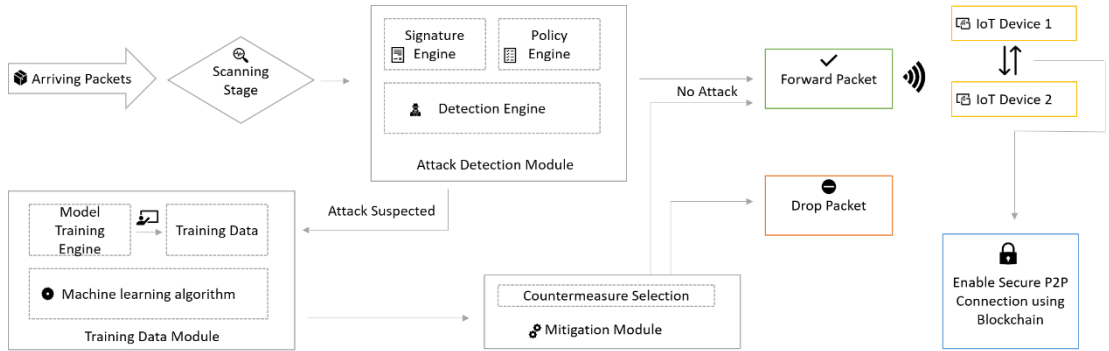 Arriving Packets
Scanning
Stage
Signature
Engine
Policy
Engine
Detection Engine
Attack Detection Module
No Attack
Forward Packet
IoT Device 1
IoT Device 2
Attack Suspected
Drop Packet
Model
Training
Engine
Training Data
Machine learning algorithm
Training Data Module
Countermeasure Selection
Mitigation Module
Enable Secure P2P
Connection using
Blockchain